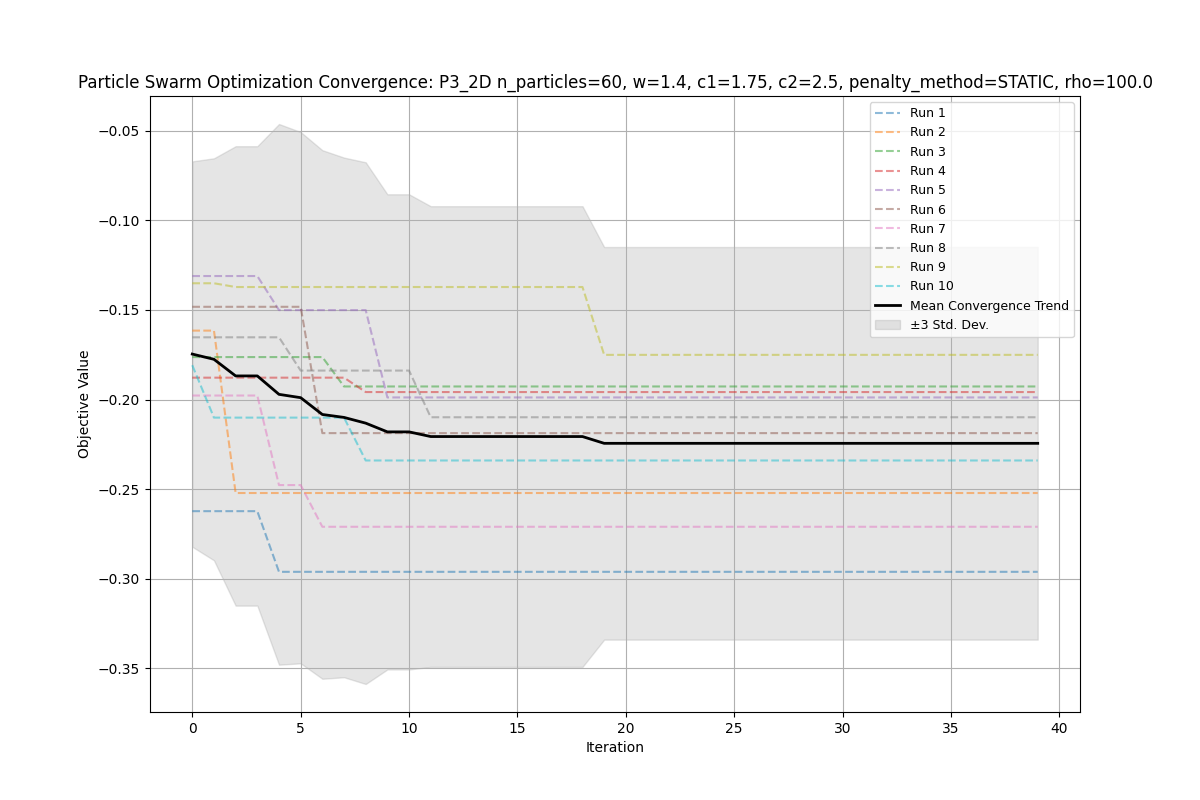 Particle Swarm Optimization Convergence: P3_2D n_particles=60, w=1.4, c1=1.75, c2=2.5, penalty_method=STATIC, rho=100.0
Run 1
Run 2
Run 3
Run 4
Run 5
Run 6
Run 7
Run 8
Run 9
Run 10
Mean Convergence Trend
±3 Std. Dev.
Objective Value
−0.05
−0.10
−0.15
−0.20
−0.25
−0.30
−0.35
0 5 10 15 20 25 30 35 40
Iteration